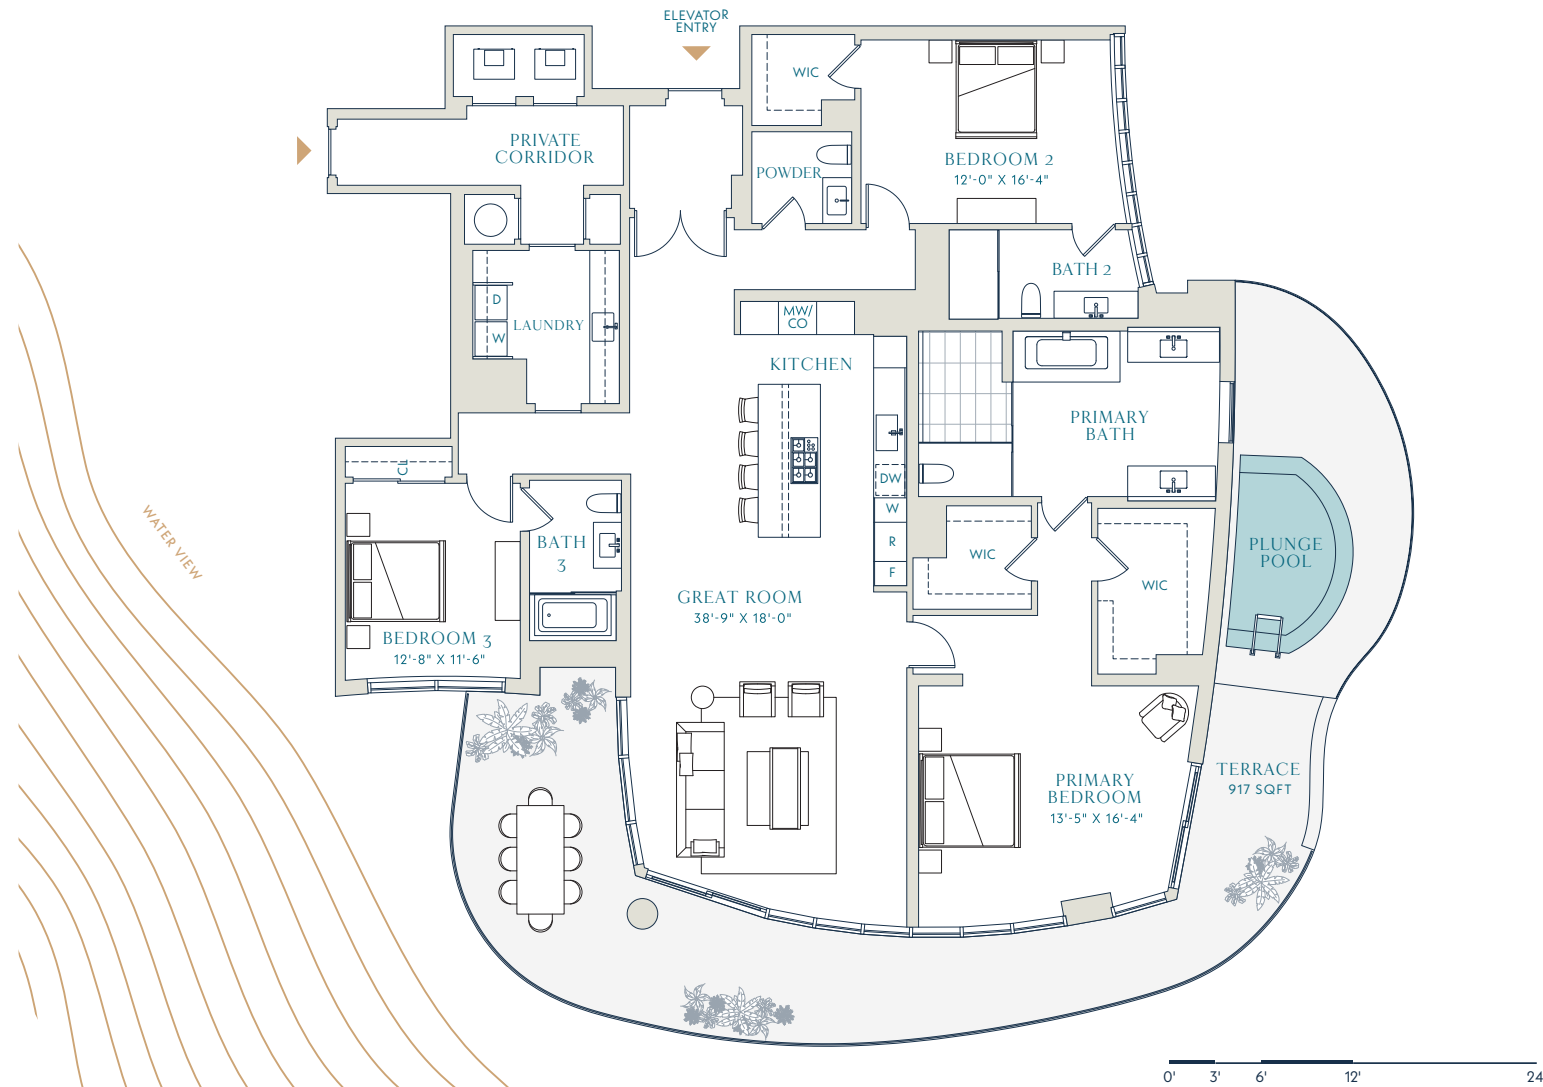 ELEVATOR
ENTRY
WIC
PRIVATE
CORRIDOR
POWDER
BEDROOM 2
12'-0" X 16'-4"
BATH 2
D
W
LAUNDRY
MW/
CO
KITCHEN
PRIMARY
BATH
CL
DW
W
R
F
WATER VIEW
BATH
3
WIC
WIC
PLUNGE
POOL
GREAT ROOM
38'-9" X 18'-0"
BEDROOM 3
12'-8" X 11'-6"
PRIMARY
BEDROOM
13'-5" X 16'-4"
TERRACE
917 SQFT
0' 3' 6' 12' 24